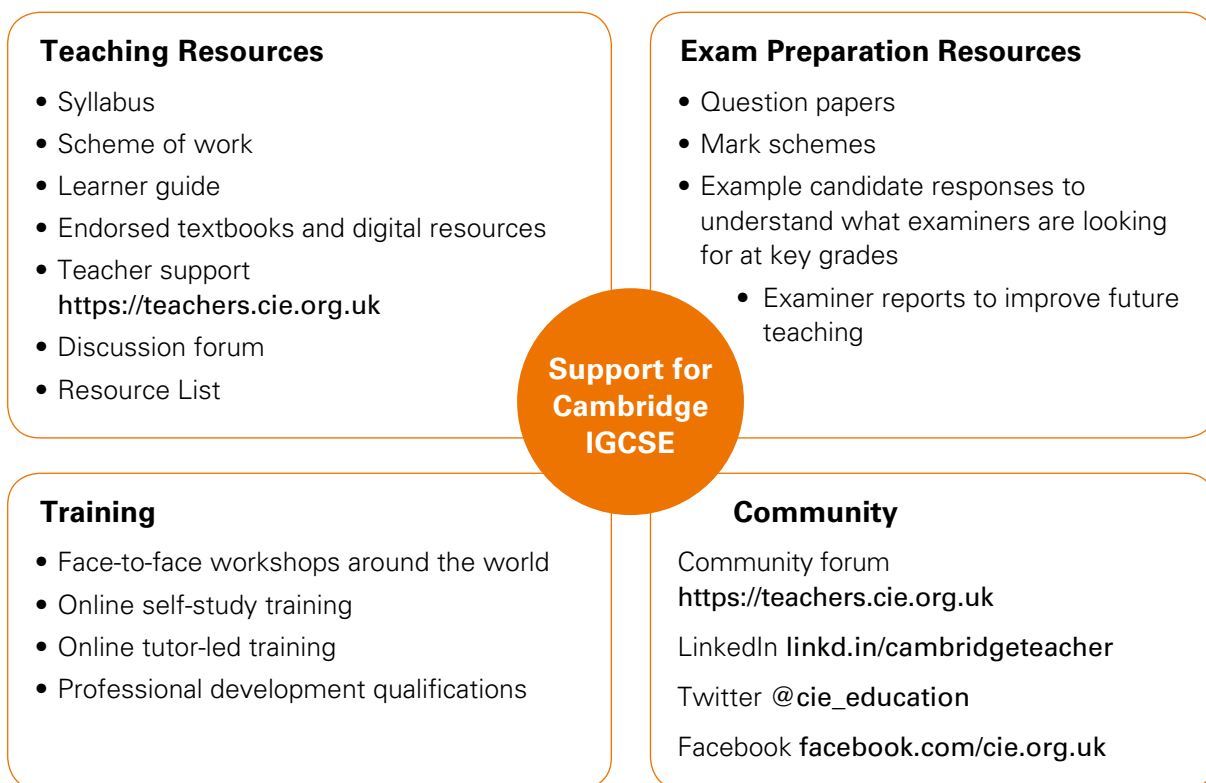 Teaching Resources
• Syllabus
• Scheme of work
• Learner guide
• Endorsed textbooks and digital resources
• Teacher support
https://teachers.cie.org.uk
• Discussion forum
• Resource List
Exam Preparation Resources
• Question papers
• Mark schemes
• Example candidate responses to
understand what examiners are looking
for at key grades
• Examiner reports to improve future
teaching
Support for
Cambridge
IGCSE
Training
• Face-to-face workshops around the world
• Online self-study training
• Online tutor-led training
• Professional development qualifications
Community
Community forum
https://teachers.cie.org.uk
LinkedIn linkd.in/cambridgeteacher
Twitter @cie_education
Facebook facebook.com/cie.org.uk